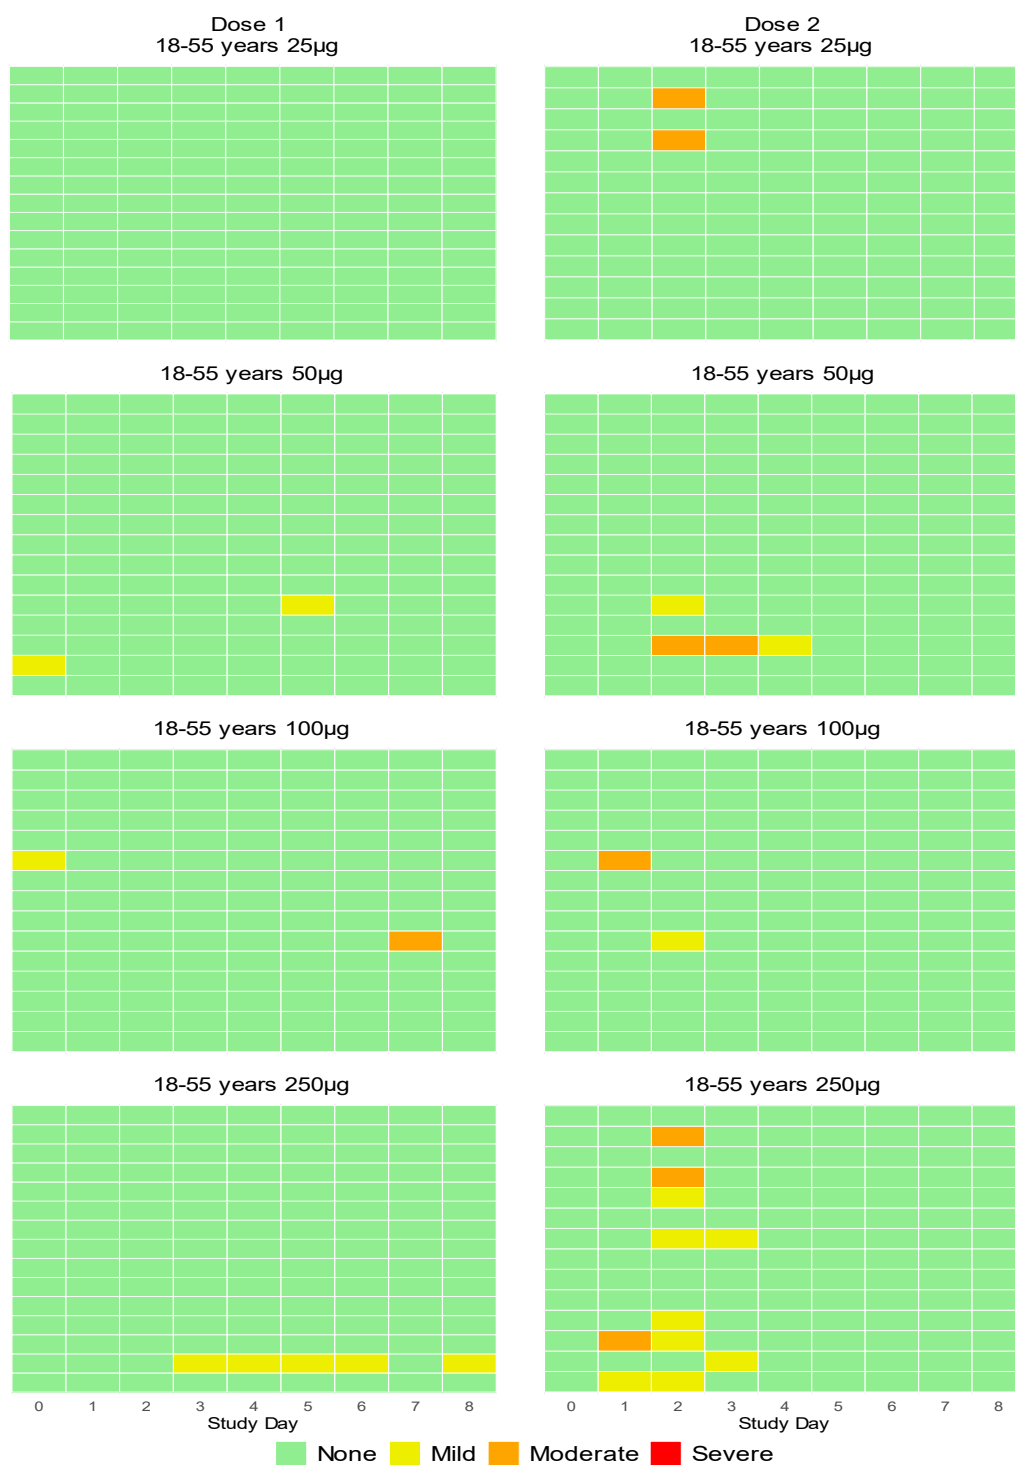 Dose 1
18-55 years 25µg
Dose 2
18-55 years 25µg
18-55 years 50µg
18-55 years 50µg
18-55 years 100µg
18-55 years 100µg
18-55 years 250µg
18-55 years 250µg
0 1 2 3 4 5 6 7 8
0 1 2 3 4 5 6 7 8
Study Day
Study Day
None Mild Moderate Severe